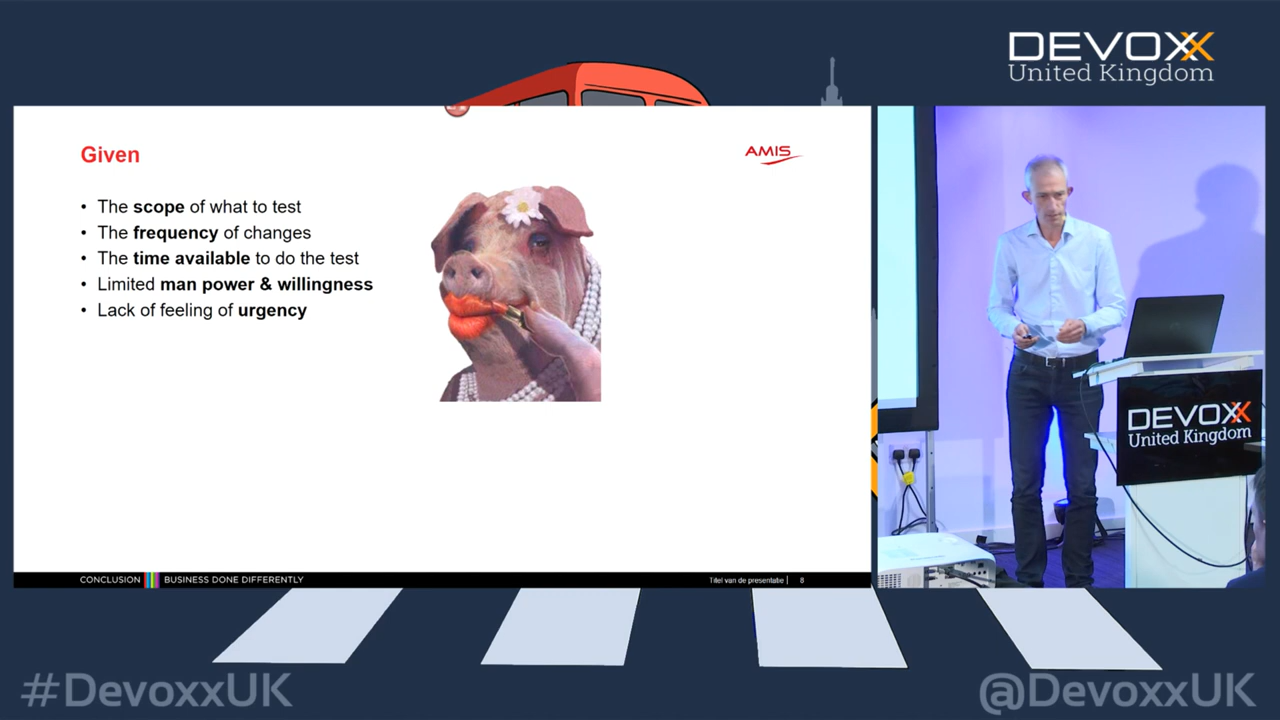 DEVOXX
United Kingdom
Given
AMIS
• The scope of what to test
• The frequency of changes
• The time available to do the test
• Limited man power & willingness
• Lack of feeling of urgency
DEVOXX
United Kingdom
CONCLUSION BUSINESS DONE DIFFERENTLY
Titel van de presentatie | 8
#DevoxxUK
@DevoxxUK